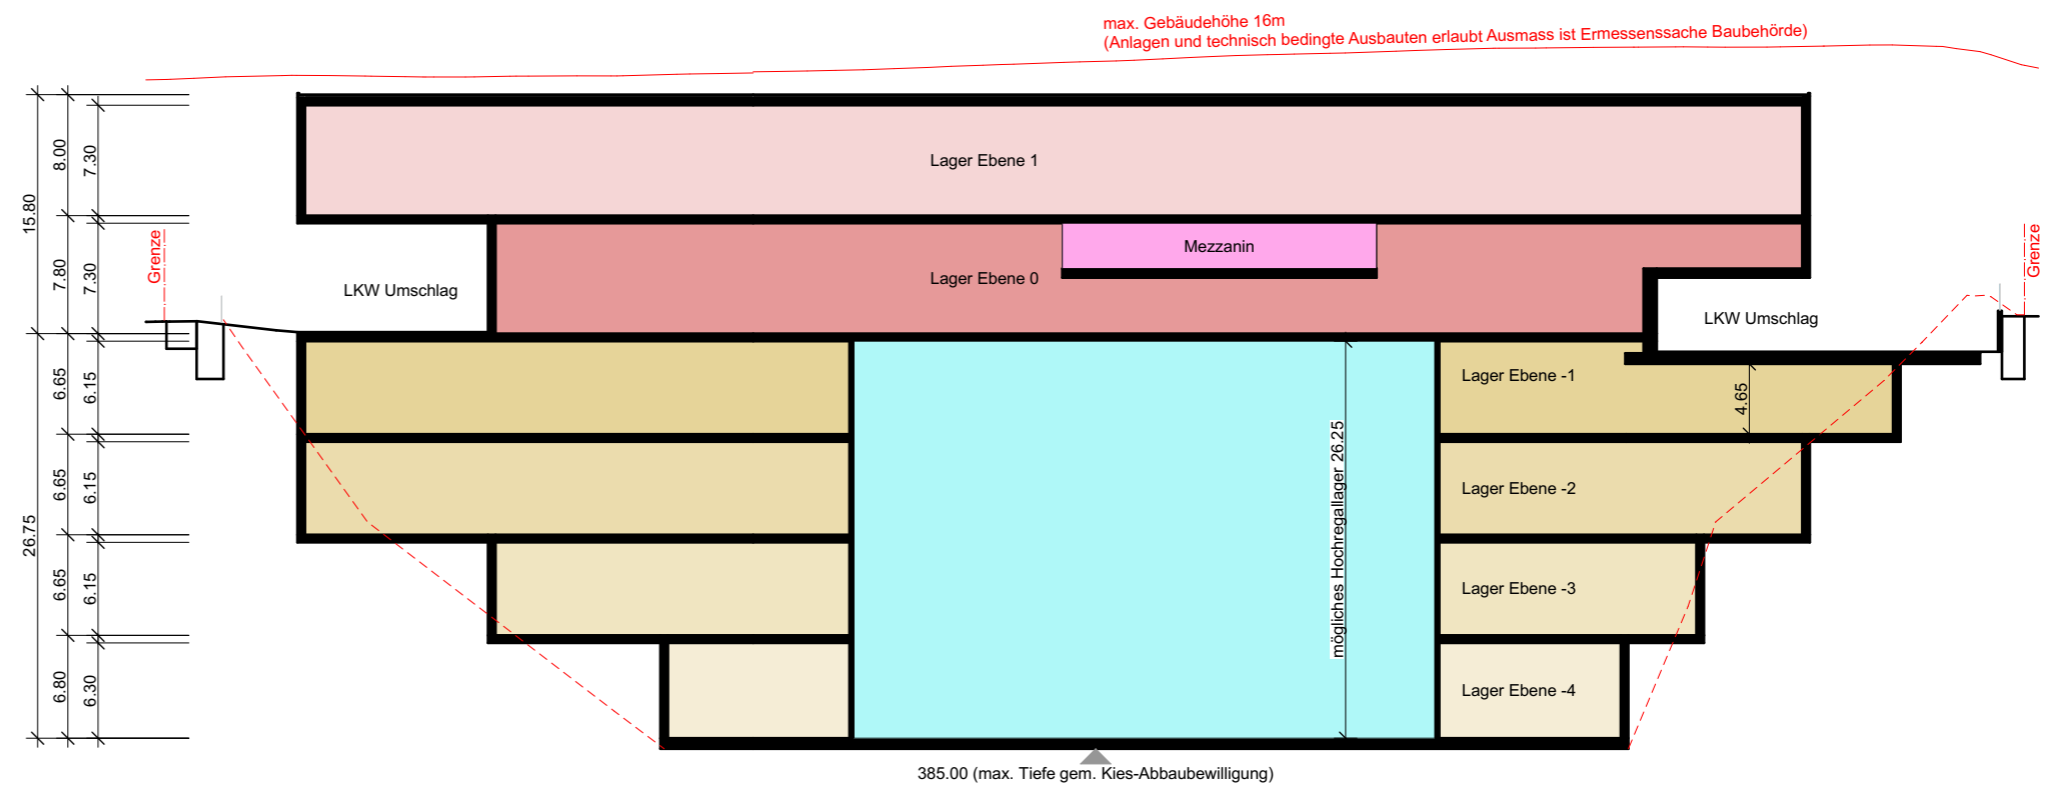 max. Gebäudehöhe 16m
(Anlagen und technisch bedingte Ausbauten erlaubt Ausmass ist Ermessenssache Baubehörde)
15.80
8.00
7.30
Lager Ebene 1
Grenze
7.80
7.30
LKW Umschlag
Lager Ebene 0
Mezzanin
LKW Umschlag
Grenze
26.75
6.65
6.15
Lager Ebene -1
4.65
6.65
6.15
mögliches Hochregallager 26.25
Lager Ebene -2
6.65
6.15
Lager Ebene -3
6.80
6.30
Lager Ebene -4
385.00 (max. Tiefe gem. Kies-Abbaubewilligung)